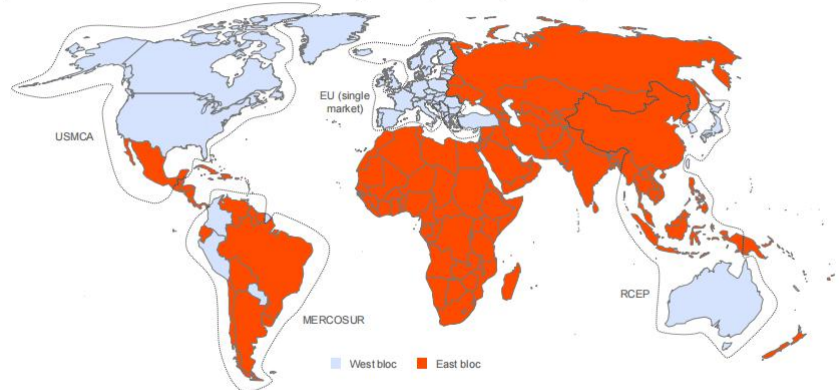 EU (single
market)
USMCA
RCEP
MERCOSUR
West bloc
East bloc